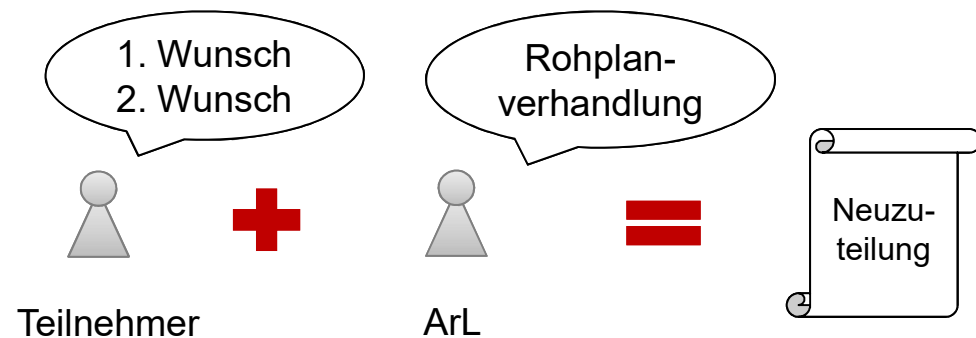 1. Wunsch
2. Wunsch
Rohplan-
verhandlung
Neuzu-
teilung
Teilnehmer
ArL